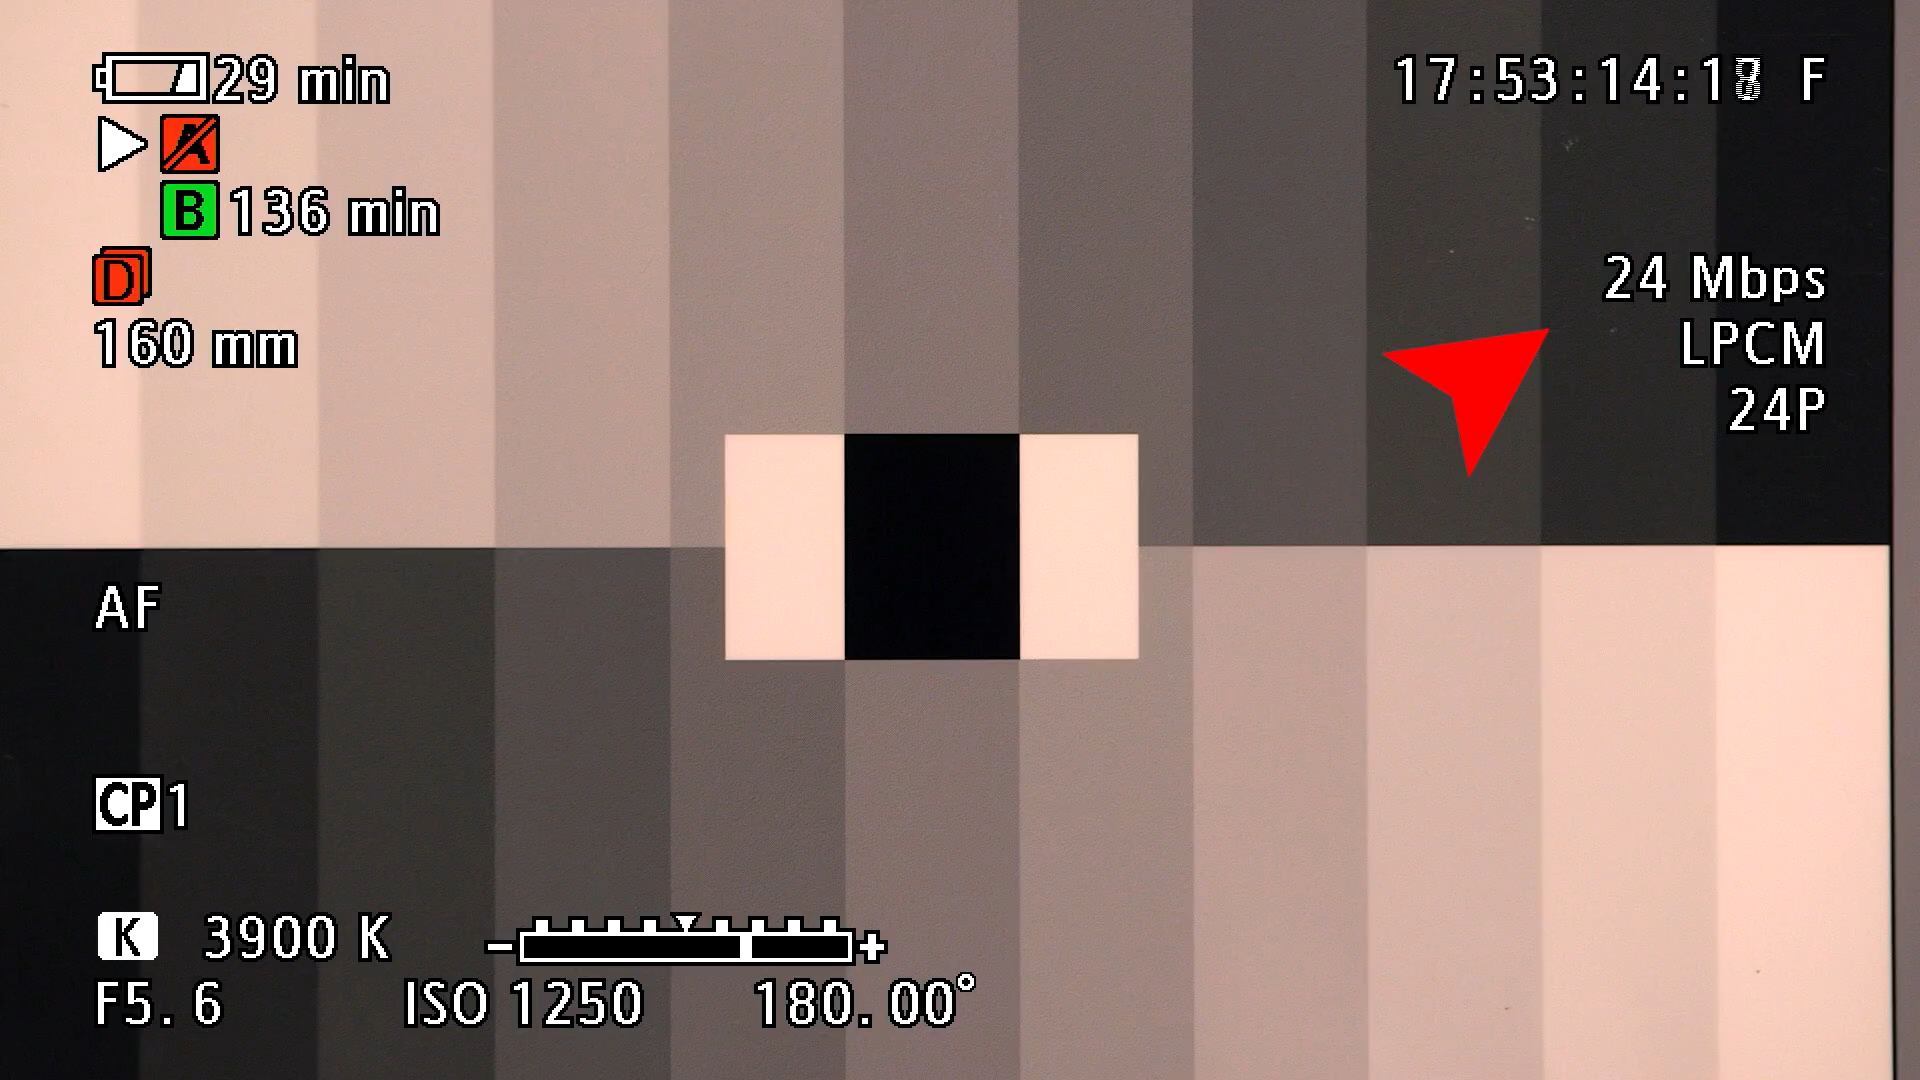 29 min
17:53:14:18 F
A
B 136 min
D
24 Mbps
160 mm
LPCM
24P
AF
CP 1
K 3900 K
- +
F5.6 ISO 1250 180.00°